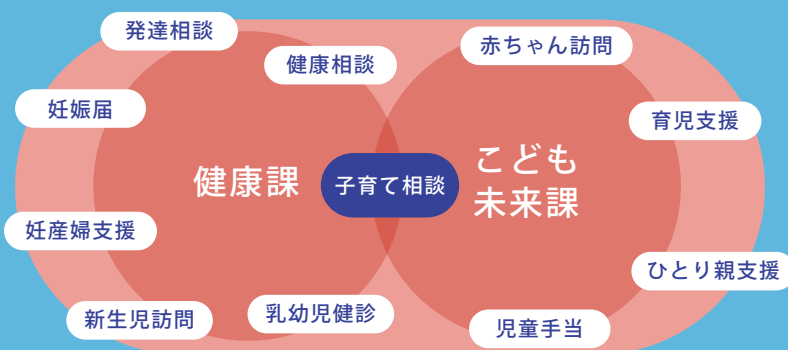 発達相談
健康相談
赤ちゃん訪問
妊娠届
育児支援
健康課
子育て相談
こども
未来課
妊産婦支援
ひとり親支援
新生児訪問
乳幼児健診
児童手当